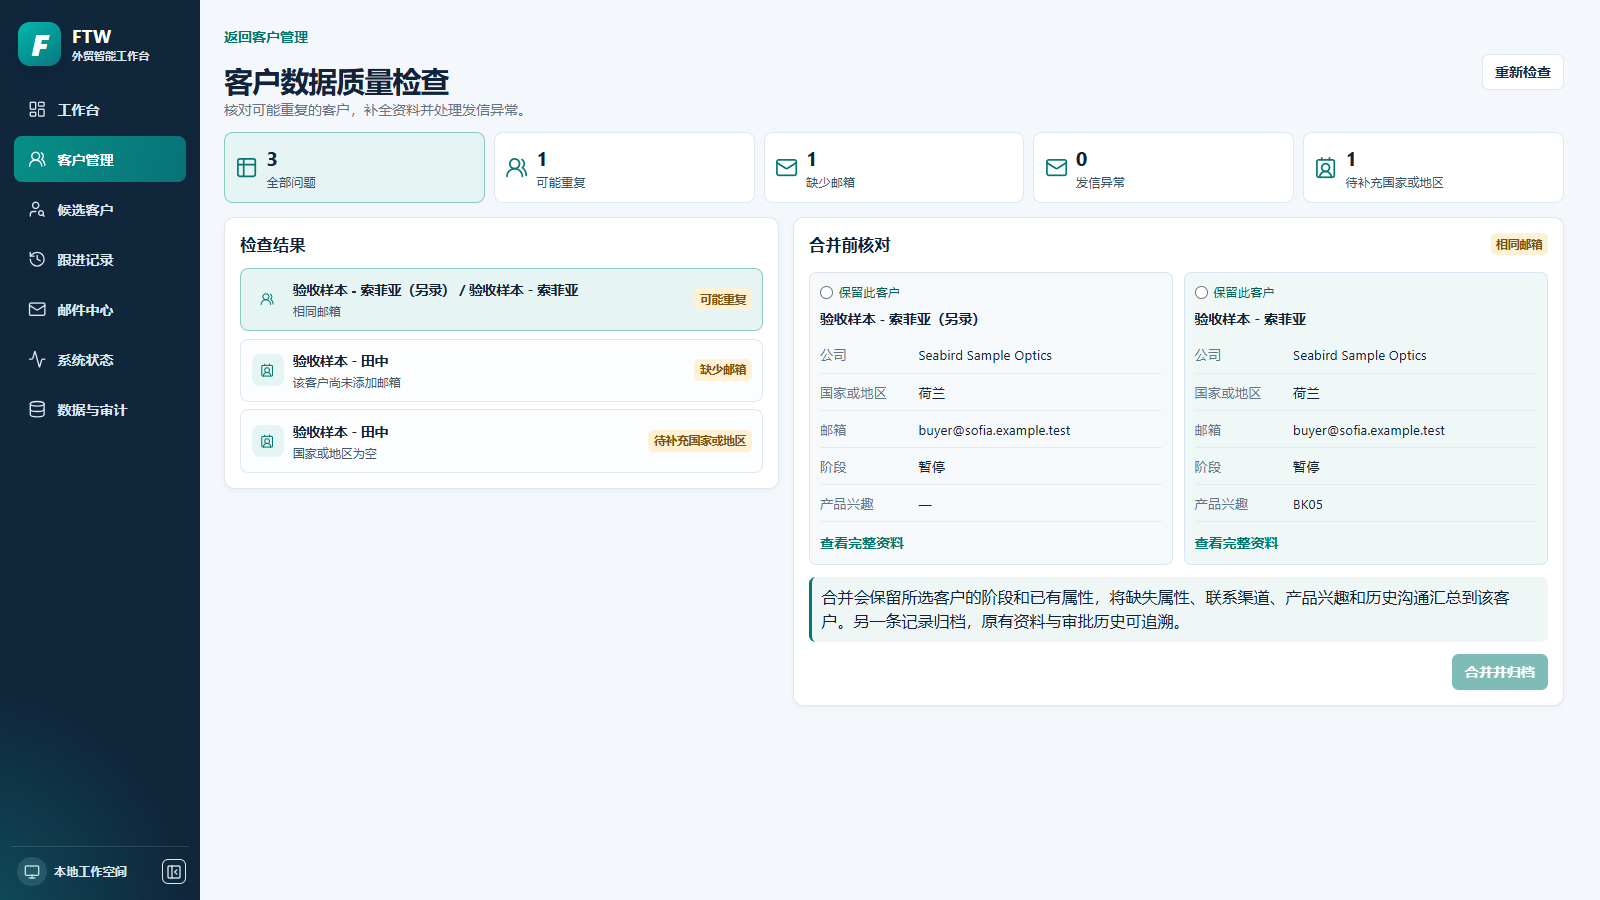 F
FTW
外贸智能工作台
工作台
客户管理
候选客户
跟进记录
邮件中心
系统状态
数据与审计
本地工作空间
返回客户管理
客户数据质量检查
核对可能重复的客户，补全资料并处理发信异常。
重新检查
3
全部问题
1
可能重复
1
缺少邮箱
0
发信异常
1
待补充国家或地区
检查结果
验收样本 - 索菲亚（另录） / 验收样本 - 索菲亚
相同邮箱
可能重复
验收样本 - 田中
该客户尚未添加邮箱
缺少邮箱
验收样本 - 田中
国家或地区为空
待补充国家或地区
合并前核对
相同邮箱
保留此客户
验收样本 - 索菲亚（另录）
公司 Seabird Sample Optics
国家或地区 荷兰
邮箱 buyer@sofia.example.test
阶段 暂停
产品兴趣 —
查看完整资料
保留此客户
验收样本 - 索菲亚
公司 Seabird Sample Optics
国家或地区 荷兰
邮箱 buyer@sofia.example.test
阶段 暂停
产品兴趣 BK05
查看完整资料
合并会保留所选客户的阶段和已有属性，将缺失属性、联系渠道、产品兴趣和历史沟通汇总到该客
户。另一条记录归档，原有资料与审批历史可追溯。
合并并归档